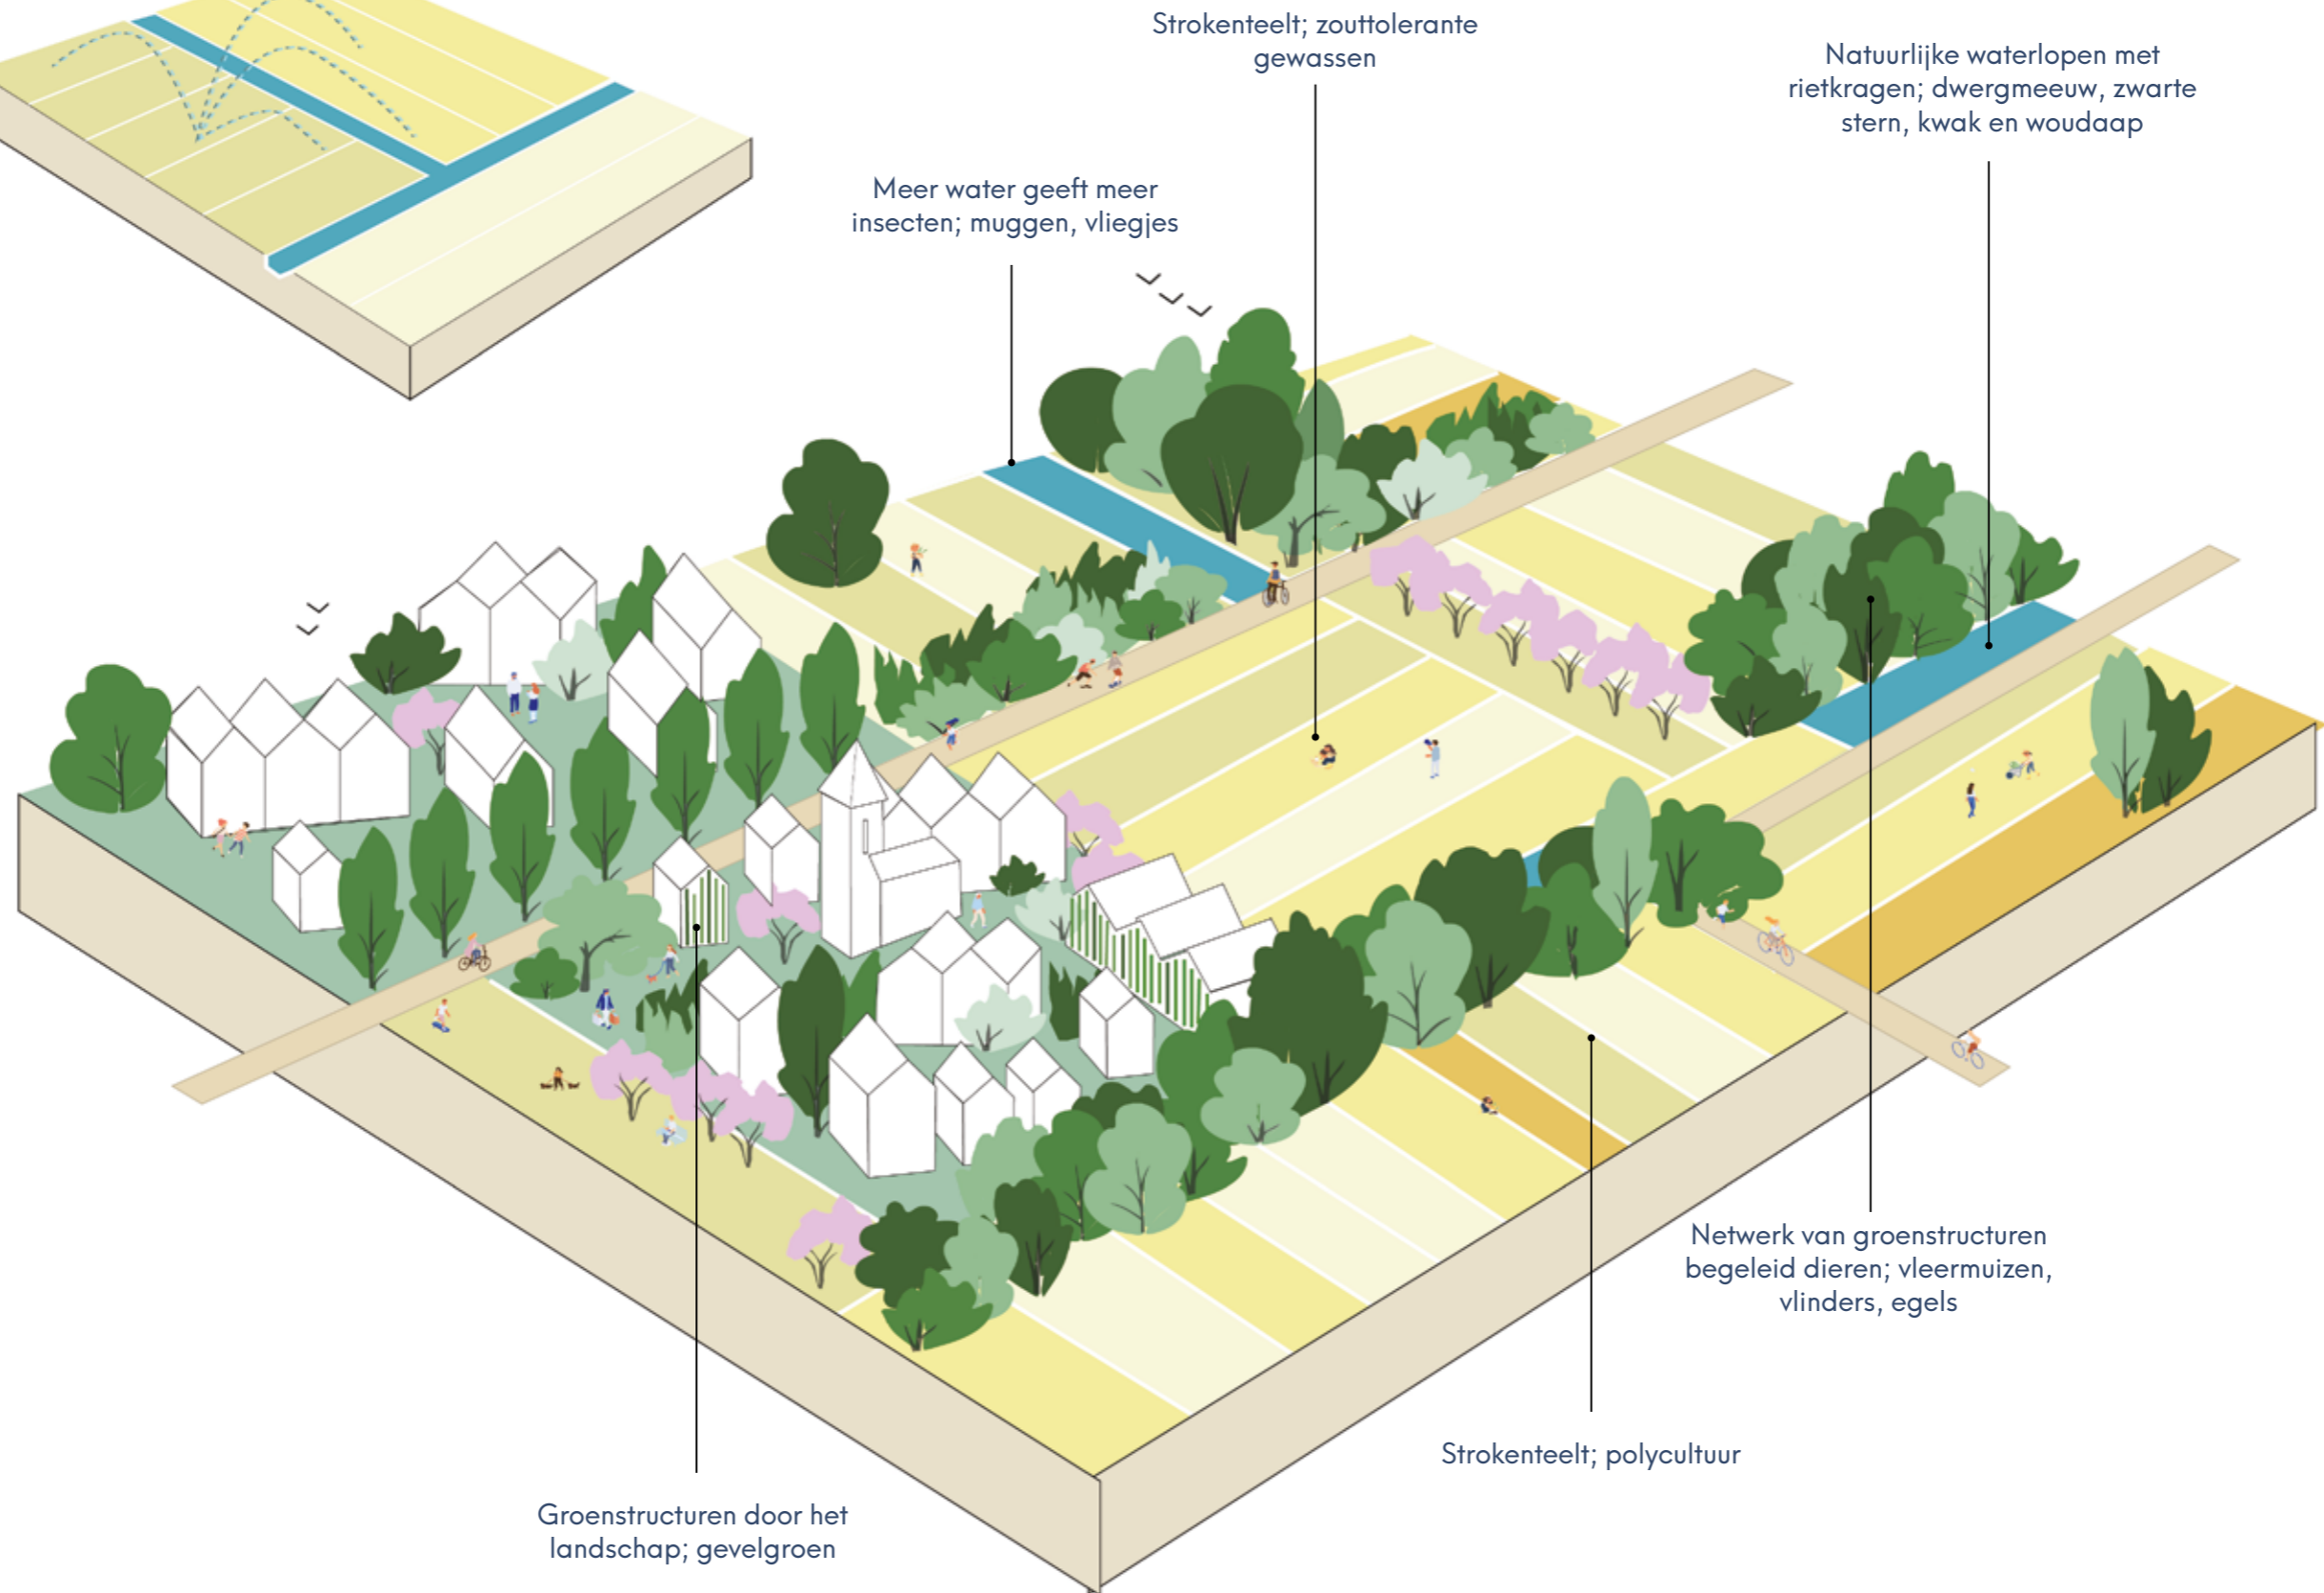 Strokenteelt; zouttolerante
gewassen
Natuurlijke waterlopen met
rietkragen; dwergmeeuw, zwarte
stern, kwak en woudaap
Meer water geeft meer
insecten; muggen, vliegjes
Netwerk van groenstructuren
begeleid dieren; vleermuizen,
vlinders, egels
Strokenteelt; polycultuur
Groenstructuren door het
landschap; gevelgroen